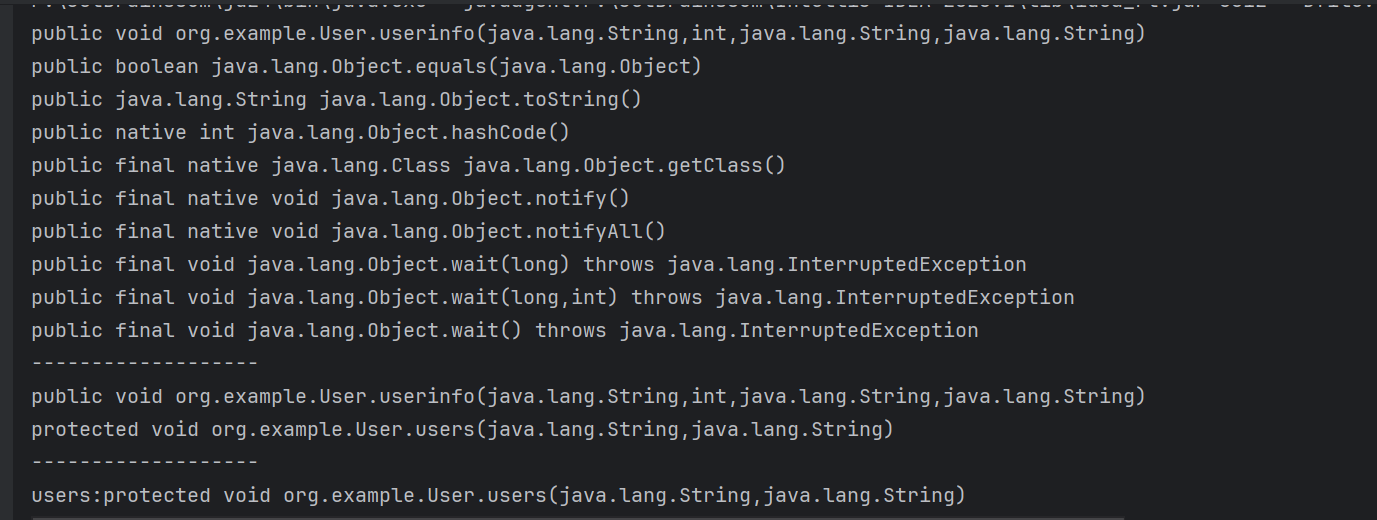 public void org.example.User.userinfo(java.lang.String,int,java.lang.String,java.lang.String)
public boolean java.lang.Object.equals(java.lang.Object)
public java.lang.String java.lang.Object.toString()
public native int java.lang.Object.hashCode()
public final native java.lang.Class java.lang.Object.getClass()
public final native void java.lang.Object.notify()
public final native void java.lang.Object.notifyAll()
public final void java.lang.Object.wait(long) throws java.lang.InterruptedException
public final void java.lang.Object.wait(long,int) throws java.lang.InterruptedException
public final void java.lang.Object.wait() throws java.lang.InterruptedException
-------------------
public void org.example.User.userinfo(java.lang.String,int,java.lang.String,java.lang.String)
protected void org.example.User.users(java.lang.String,java.lang.String)
-------------------
users:protected void org.example.User.users(java.lang.String,java.lang.String)